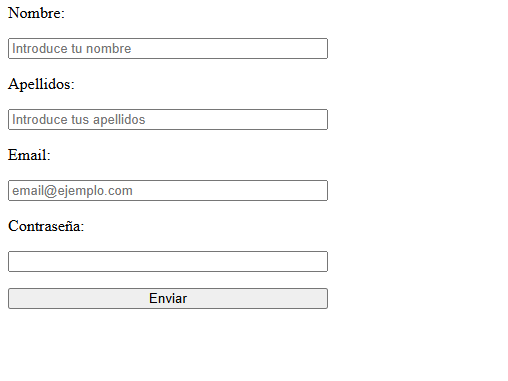 Nombre:
Introduce tu nombre
Apellidos:
Introduce tus apellidos
Email:
email@ejemplo.com
Contraseña:
Enviar